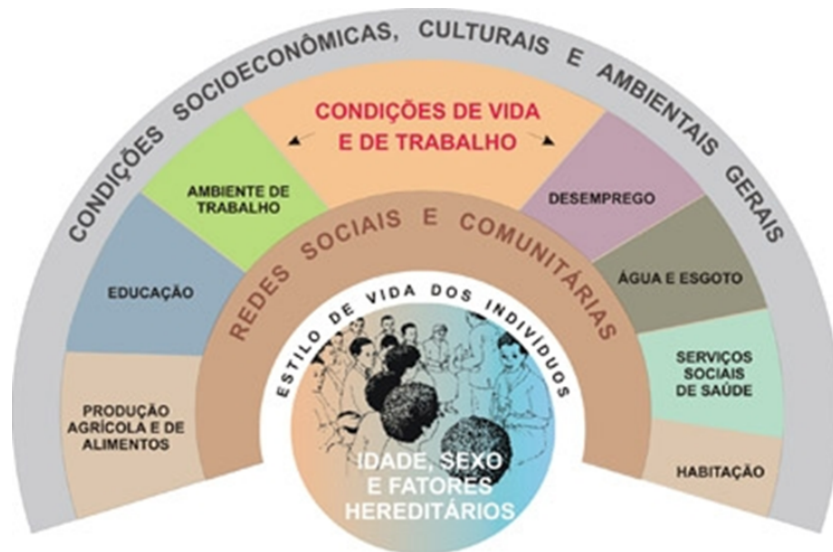 CONDIÇÕES SOCIOECONÔMICAS, CULTURAIS E AMBIENTAIS GERAIS
CONDIÇÕES DE VIDA
E DE TRABALHO
AMBIENTE DE
TRABALHO
DESEMPREGO
EDUCAÇÃO
ÁGUA E ESGOTO
PRODUÇÃO
AGRÍCOLA E DE
ALIMENTOS
SERVIÇOS
SOCIAIS
DE SAÚDE
HABITAÇÃO
REDES SOCIAIS E COMUNITÁRIAS
ESTILO DE VIDA DOS INDIVÍDUOS
IDADE, SEXO
E FATORES
HEREDITÁRIOS